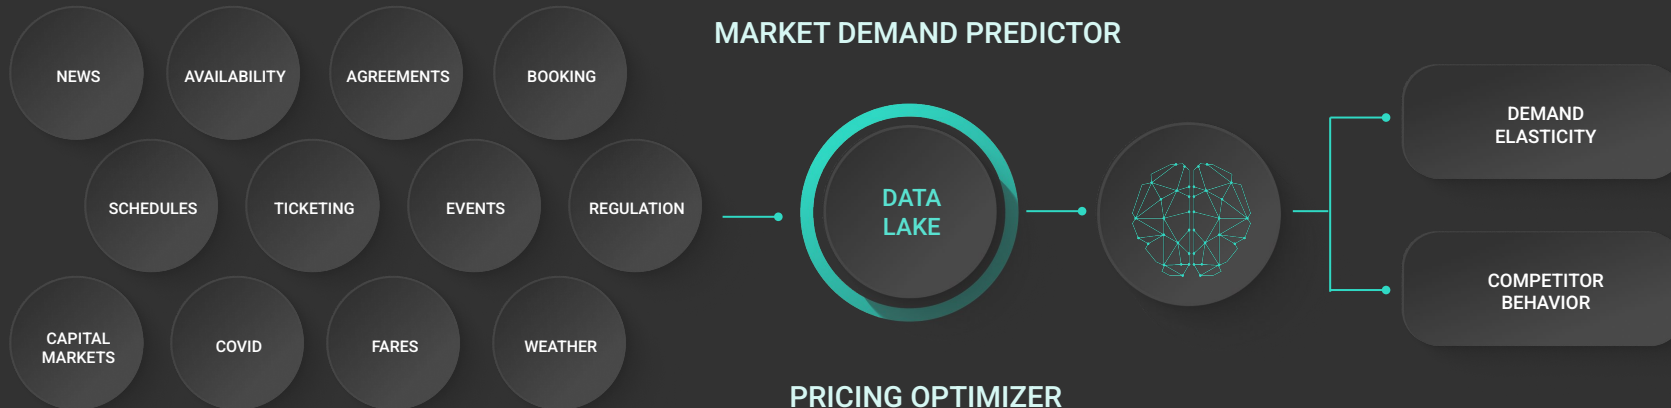 MARKET DEMAND PREDICTOR
NEWS
AVAILABILITY
AGREEMENTS
BOOKING
SCHEDULES
TICKETING
EVENTS
REGULATION
CAPITAL
MARKETS
COVID
FARES
WEATHER
DATA
LAKE
DEMAND
ELASTICITY
COMPETITOR
BEHAVIOR
PRICING OPTIMIZER